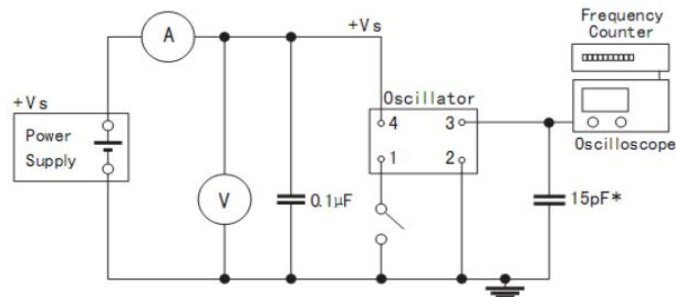 Frequency
Counter
+Vs
A
Oscillator
+Vs
4 3
Power
Supply
1 2
Oscilloscope
V
0.1μF
15pF*